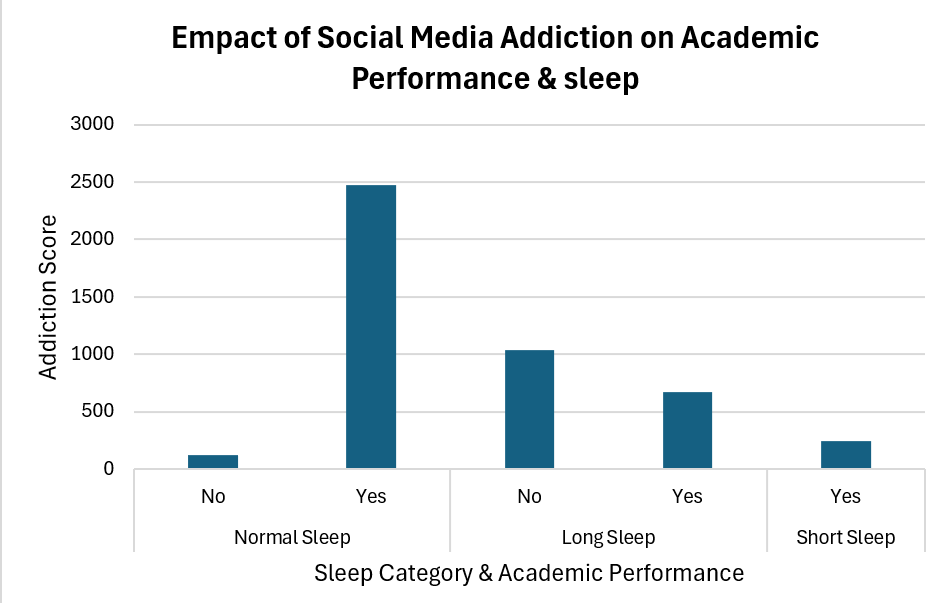 Empact of Social Media Addiction on Academic
Performance & sleep
3000
2500
2000
1500
1000
500
0
Addiction Score
No
Yes
No
Yes
Yes
Normal Sleep
Long Sleep
Short Sleep
Sleep Category & Academic Performance